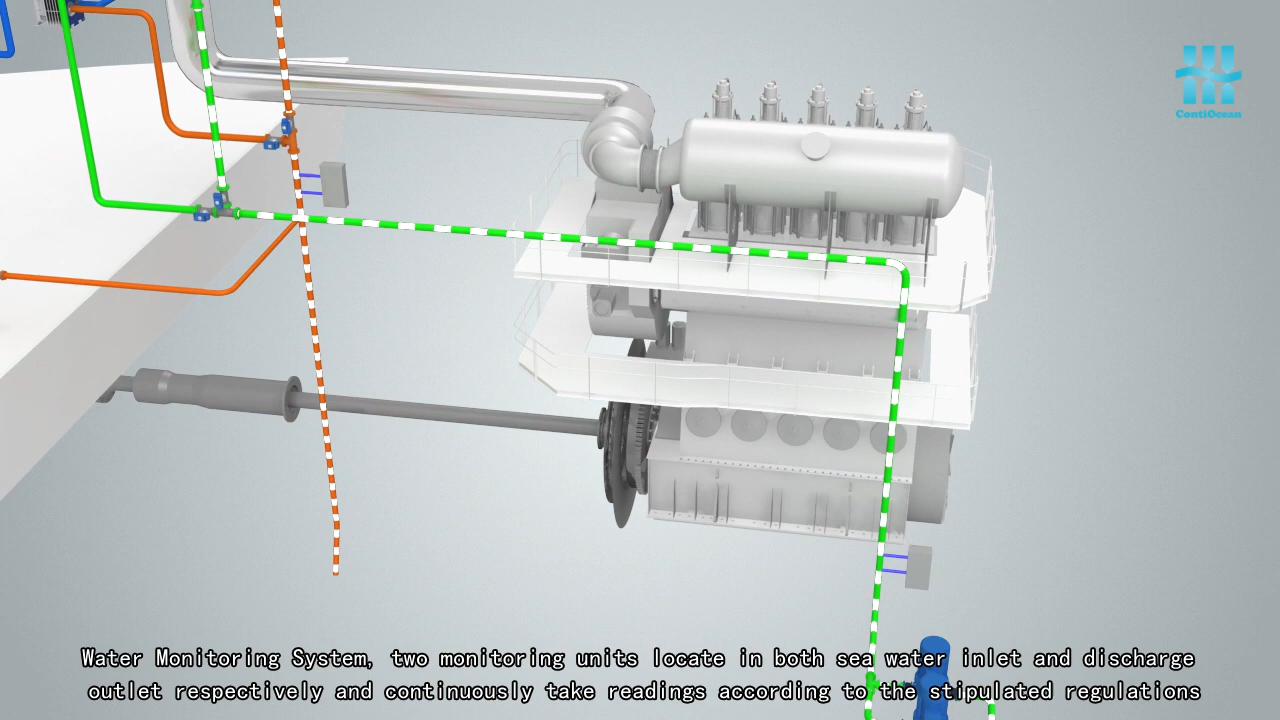 ContiOcean
Water Monitoring System, two monitoring units locate in both sea water inlet and discharge
outlet respectively and continuously take readings according to the stipulated regulations